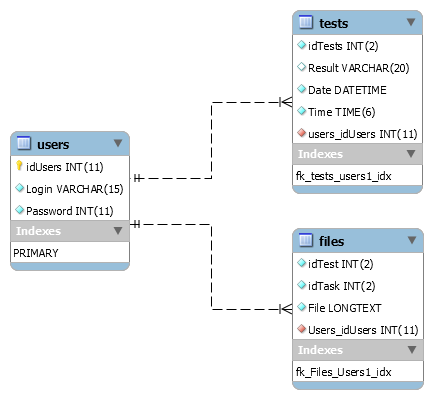 users
idUsers INT(11)
Login VARCHAR(15)
Password INT(11)
Indexes
PRIMARY
tests
idTests INT(2)
Result VARCHAR(20)
Date DATETIME
Time TIME(6)
users_idUsers INT(11)
Indexes
fk_tests_users1_idx
files
idTest INT(2)
idTask INT(2)
File LONGTEXT
Users_idUsers INT(11)
Indexes
fk_Files_Users1_idx